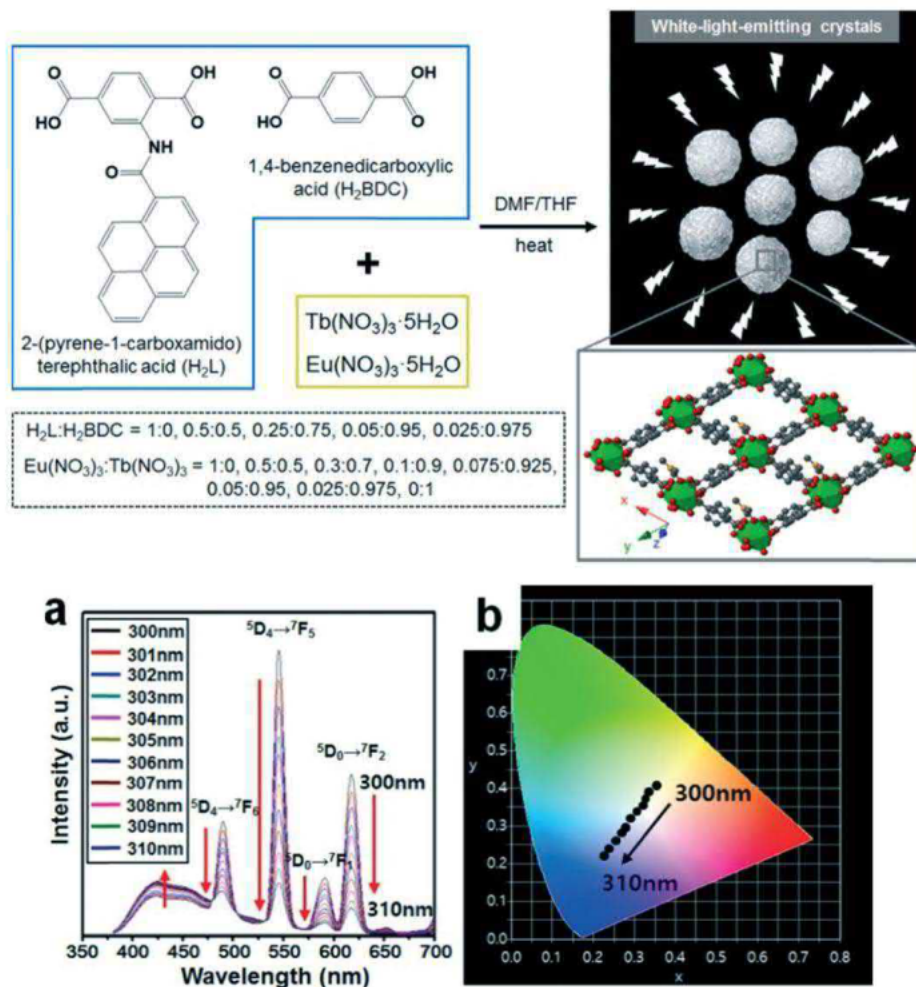 White-light-emitting crystals
O
OH
HO
O
NH
O
2-(pyrene-1-carboxamido)
terephthalic acid (H₂L)
O
OH
HO
O
1,4-benzenedicarboxylic
acid (H₂BDC)
+
Tb(NO₃)₃·5H₂O
Eu(NO₃)₃·5H₂O
DMF/THF
heat
H₂L:H₂BDC = 1:0, 0.5:0.5, 0.25:0.75, 0.05:0.95, 0.025:0.975
Eu(NO₃)₃:Tb(NO₃)₃ = 1:0, 0.5:0.5, 0.3:0.7, 0.1:0.9, 0.075:0.925,
0.05:0.95, 0.025:0.975, 0:1
x
y
z
a
300nm
301nm
302nm
303nm
304nm
305nm
306nm
307nm
308nm
309nm
310nm
⁵D₄→⁷F₅
⁵D₀→⁷F₂
⁵D₄→⁷F₆
⁵D₀→⁷F₁
300nm
310nm
Intensity (a.u.)
350 400 450 500 550 600 650 700
Wavelength (nm)
b
0.7
0.6
0.5
y
0.4
0.3
0.2
0.1
0.0
300nm
310nm
0.0 0.1 0.2 0.3 0.4 0.5 0.6 0.7 0.8
x